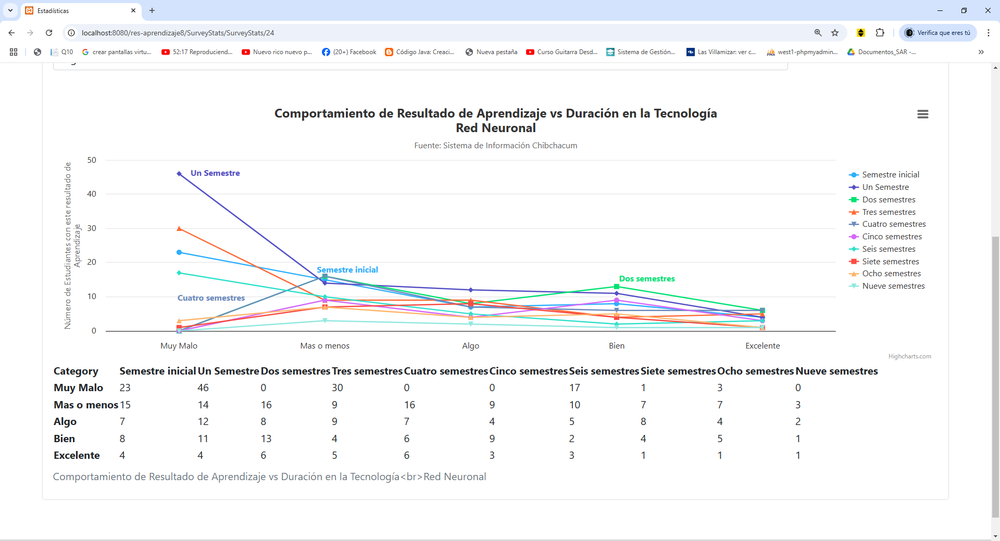 Estadísticas
localhost:8080/res-aprendizaje8/SurveyStats/SurveyStats/24
Verifica que eres tú
Q10
crear pantallas virtu...
52:17 Reproduciend...
Nuevo rico nuevo p...
(20+) Facebook
Código Java: Creaci...
Nueva pestaña
Curso Guitarra Desd...
Sistema de Gestión...
Las Villamizar: ver c...
west1-phpmyadmin...
Documentos_SAR -...
Comportamiento de Resultado de Aprendizaje vs Duración en la Tecnología
Red Neuronal
Fuente: Sistema de Información Chibchacum
Número de Estudiantes con este resultado de
Aprendizaje
50
40
30
20
10
0
Un Semestre
Semestre inicial
Dos semestres
Cuatro semestres
Muy Malo
Mas o menos
Algo
Bien
Excelente
Semestre inicial
Un Semestre
Dos semestres
Tres semestres
Cuatro semestres
Cinco semestres
Seis semestres
Siete semestres
Ocho semestres
Nueve semestres
Highcharts.com
Category Semestre inicial Un Semestre Dos semestres Tres semestres Cuatro semestres Cinco semestres Seis semestres Siete semestres Ocho semestres Nueve semestres
Muy Malo 23 46 0 30 0 0 17 1 3 0
Mas o menos 15 14 16 9 16 9 10 7 7 3
Algo 7 12 8 9 7 4 5 8 4 2
Bien 8 11 13 4 6 9 2 4 5 1
Excelente 4 4 6 5 6 3 3 1 1 1
Comportamiento de Resultado de Aprendizaje vs Duración en la Tecnología<br>Red Neuronal